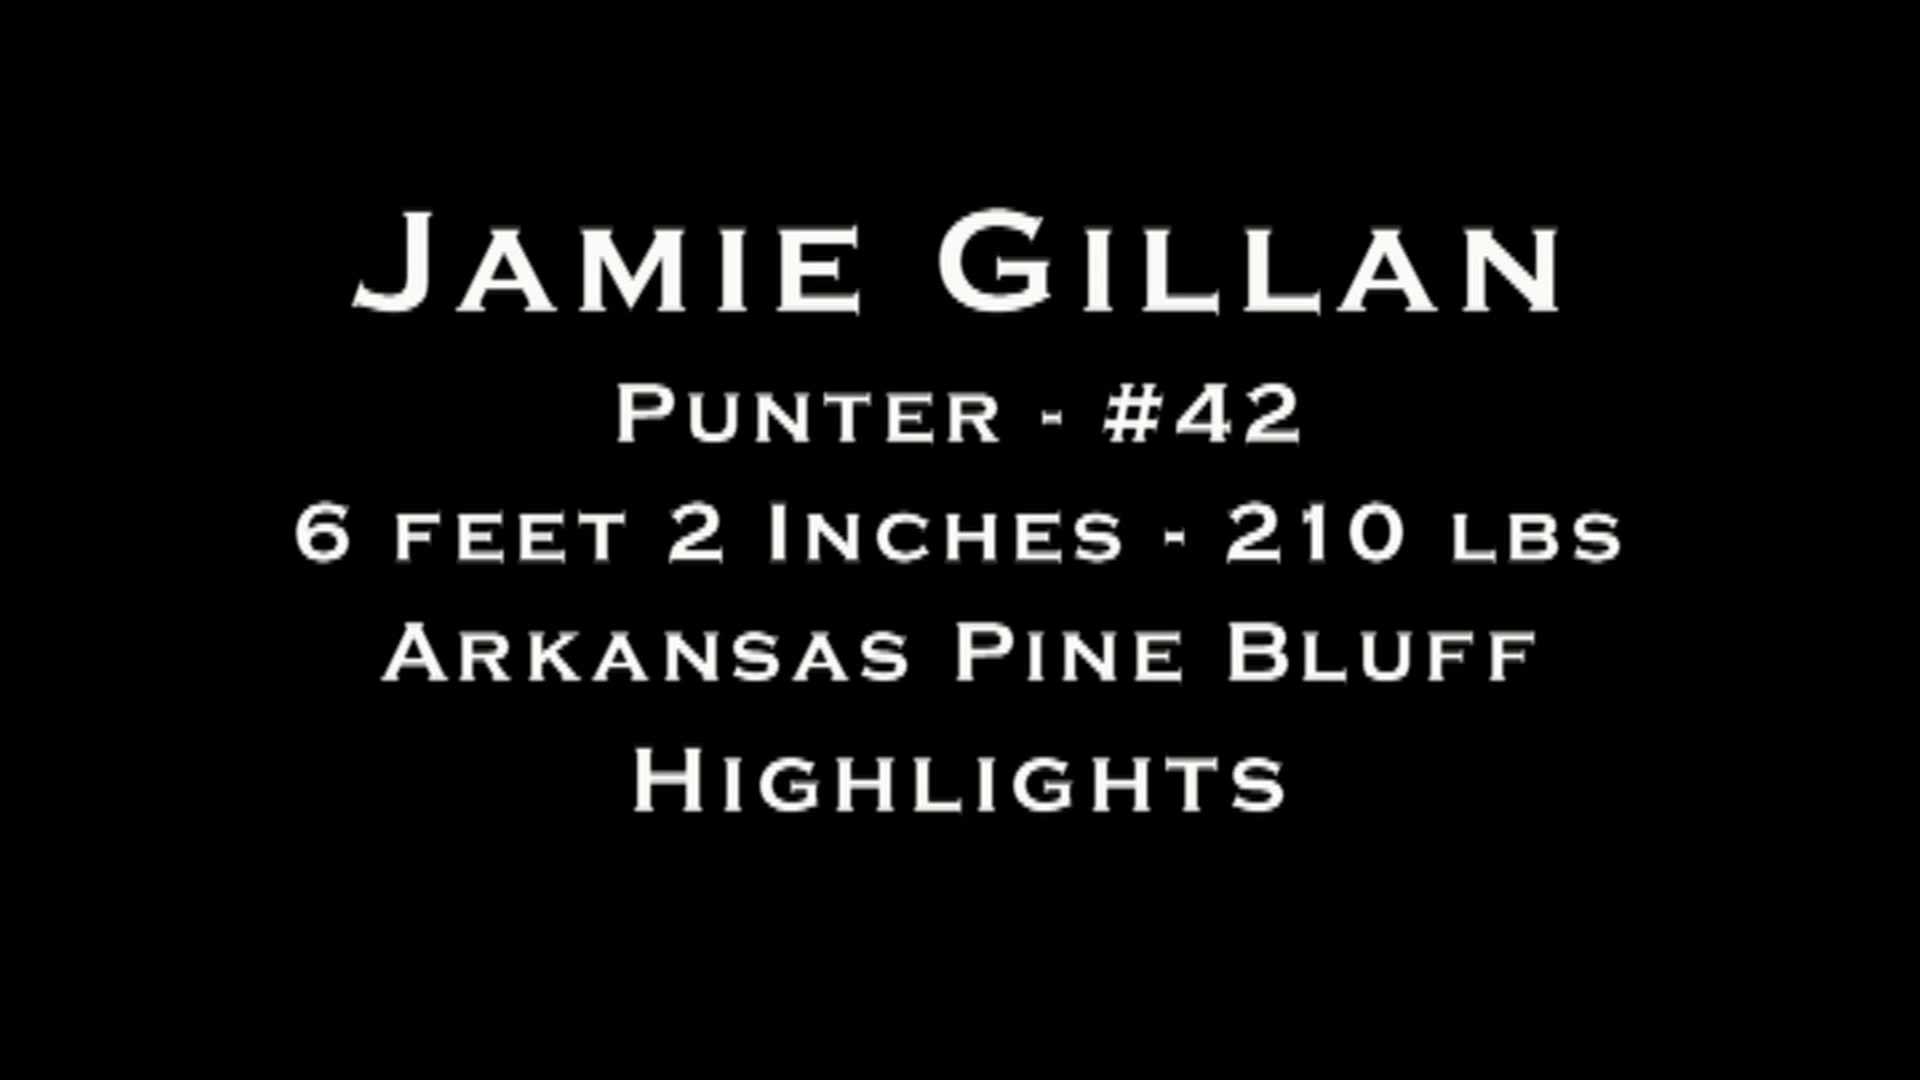 Jamie Gillan
Punter - #42
6 feet 2 Inches - 210 lbs
Arkansas Pine Bluff
Highlights